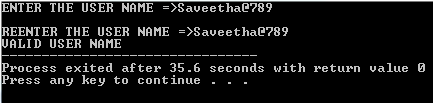 ENTER THE USER NAME =>Saveetha@789
REENTER THE USER NAME =>Saveetha@789
VALID USER NAME
--------------------------------
Process exited after 35.6 seconds with return value 0
Press any key to continue . . .